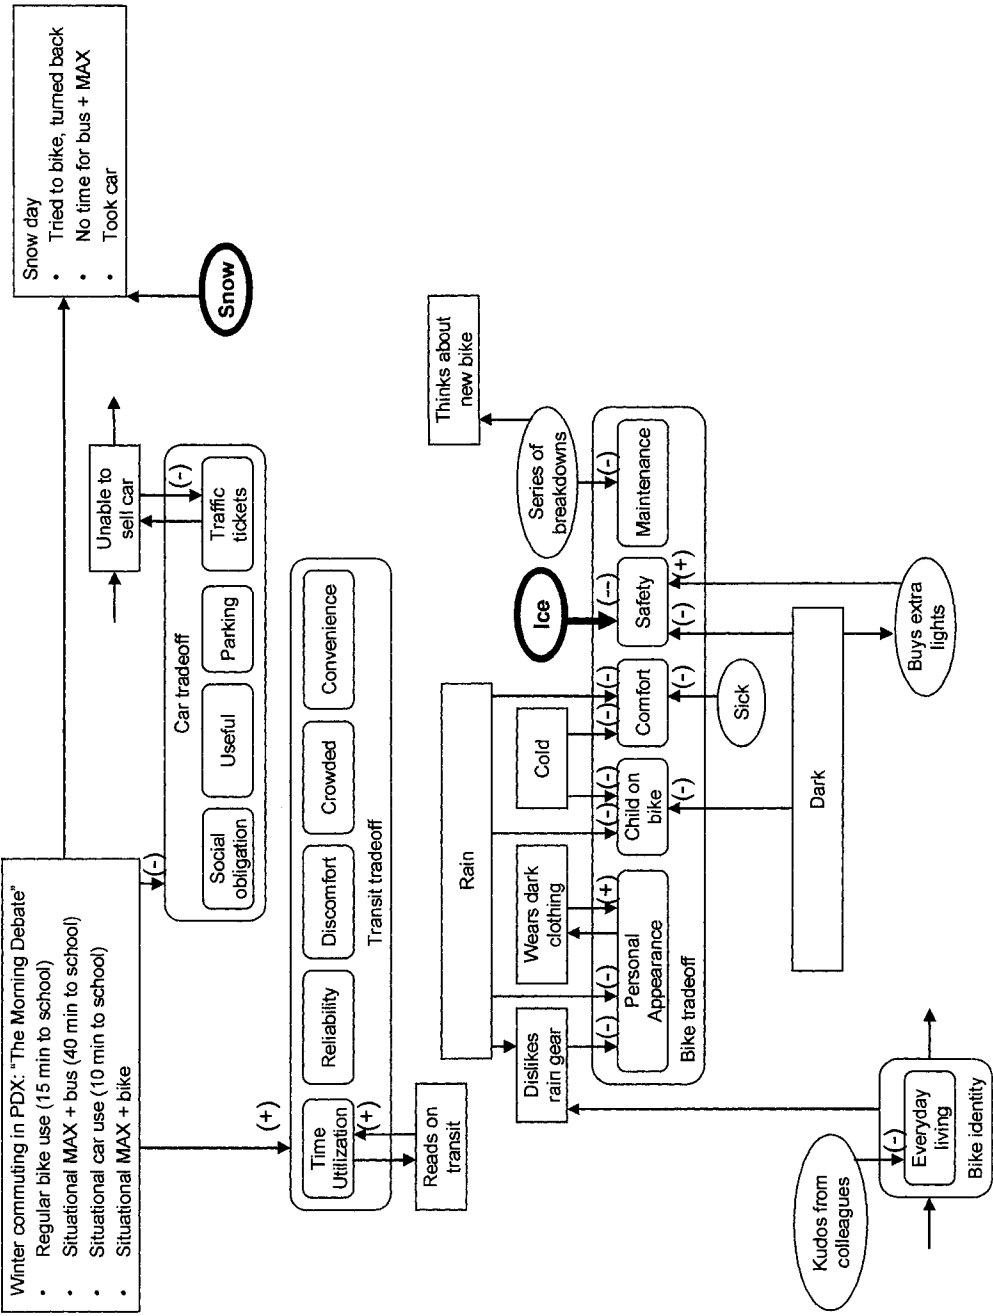 Winter commuting in PDX: “The Morning Debate”
• Regular bike use (15 min to school)
• Situational MAX + bus (40 min to school)
• Situational car use (10 min to school)
• Situational MAX + bike
Snow day
• Tried to bike, turned back
• No time for bus + MAX
• Took car
Snow
Unable to
sell car
(-)
(-)
Car tradeoff
Social
obligation
Useful
Parking
Traffic
tickets
(+)
Time
Utilization
Reliability
Discomfort
Crowded
Convenience
Transit tradeoff
(+)
Reads on
transit
Thinks about
new bike
Rain
Dislikes
rain gear
Wears dark
clothing
Cold
Ice
Series of
breakdowns
(-)
(-)
(+)
(-)
(-)
(-)
(-)
(--)
(-)
Personal
Appearance
Child on
bike
Comfort
Safety
Maintenance
(-)
(-)
(-)
(+)
Bike tradeoff
Sick
Dark
Buys extra
lights
Kudos from
colleagues
(-)
Everyday
living
Bike identity